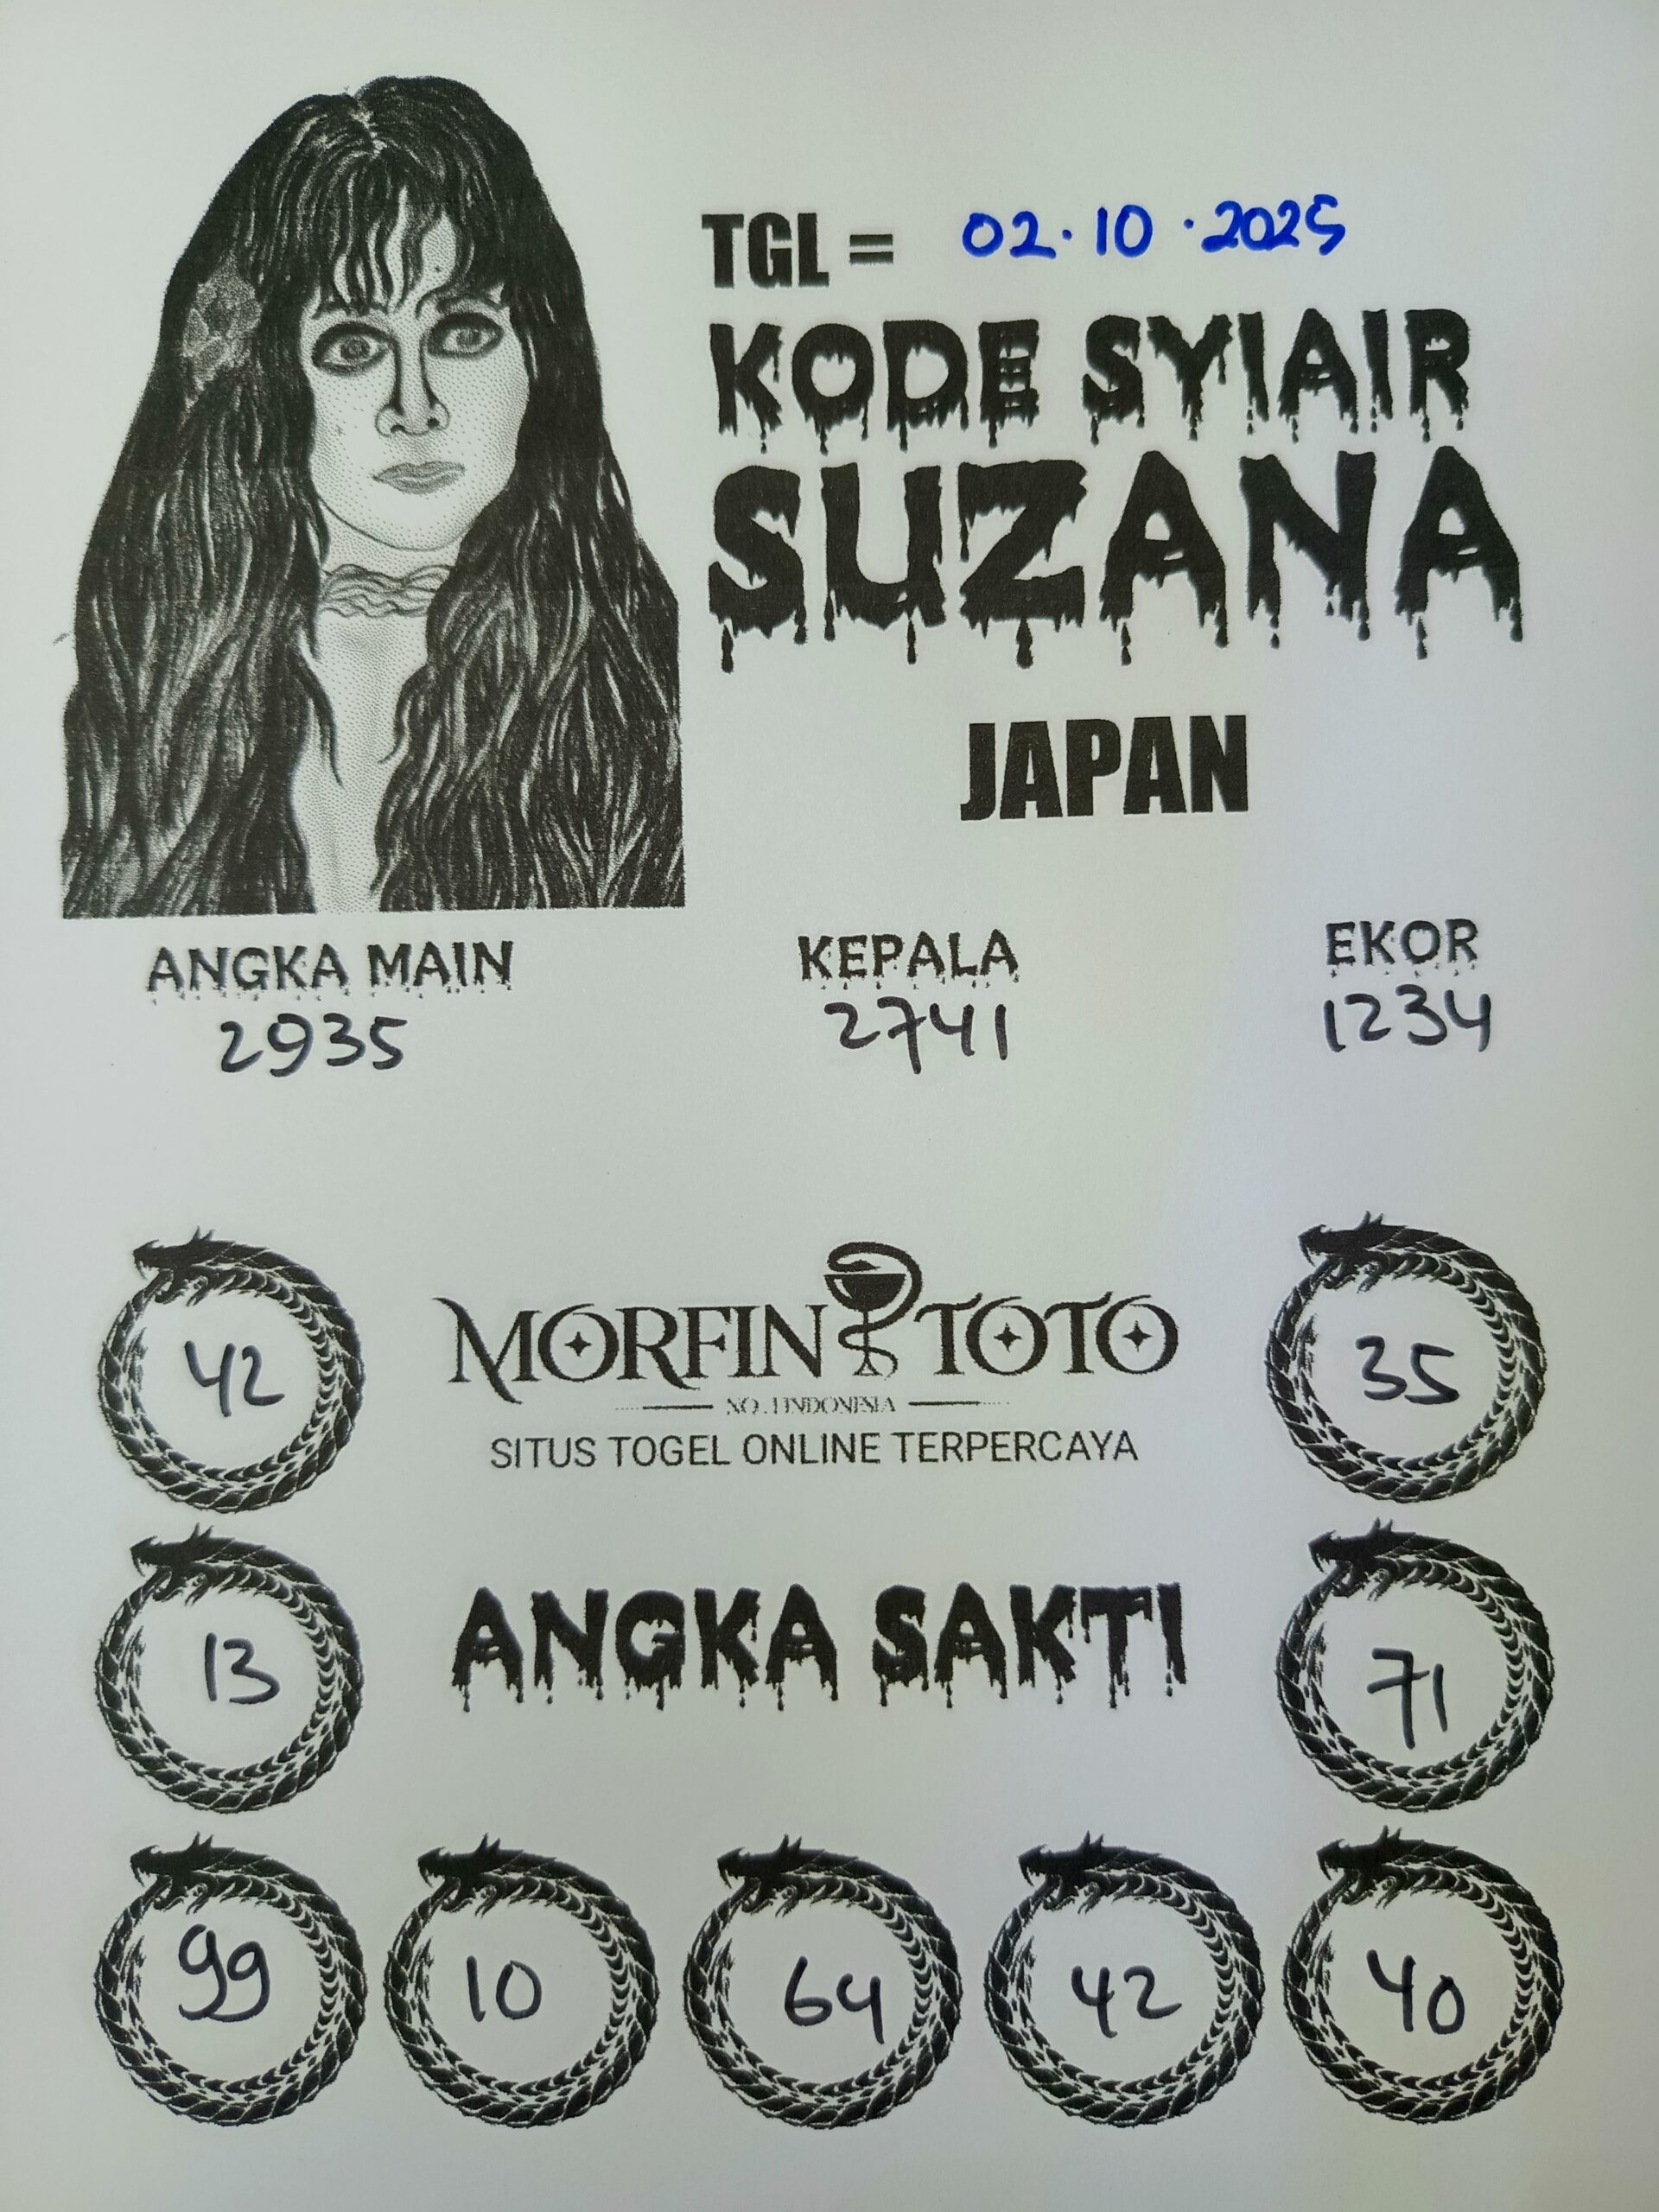 TGL = 02.10.2025
KODE SYIAIR
SUZANA
JAPAN
ANGKA MAIN KEPALA EKOR
2935 2741 1234
MORFIN TOTO
NO.1 INDONESIA
SITUS TOGEL ONLINE TERPERCAYA
42 35
ANGKA SAKTI
13 71
99 10 64 42 40